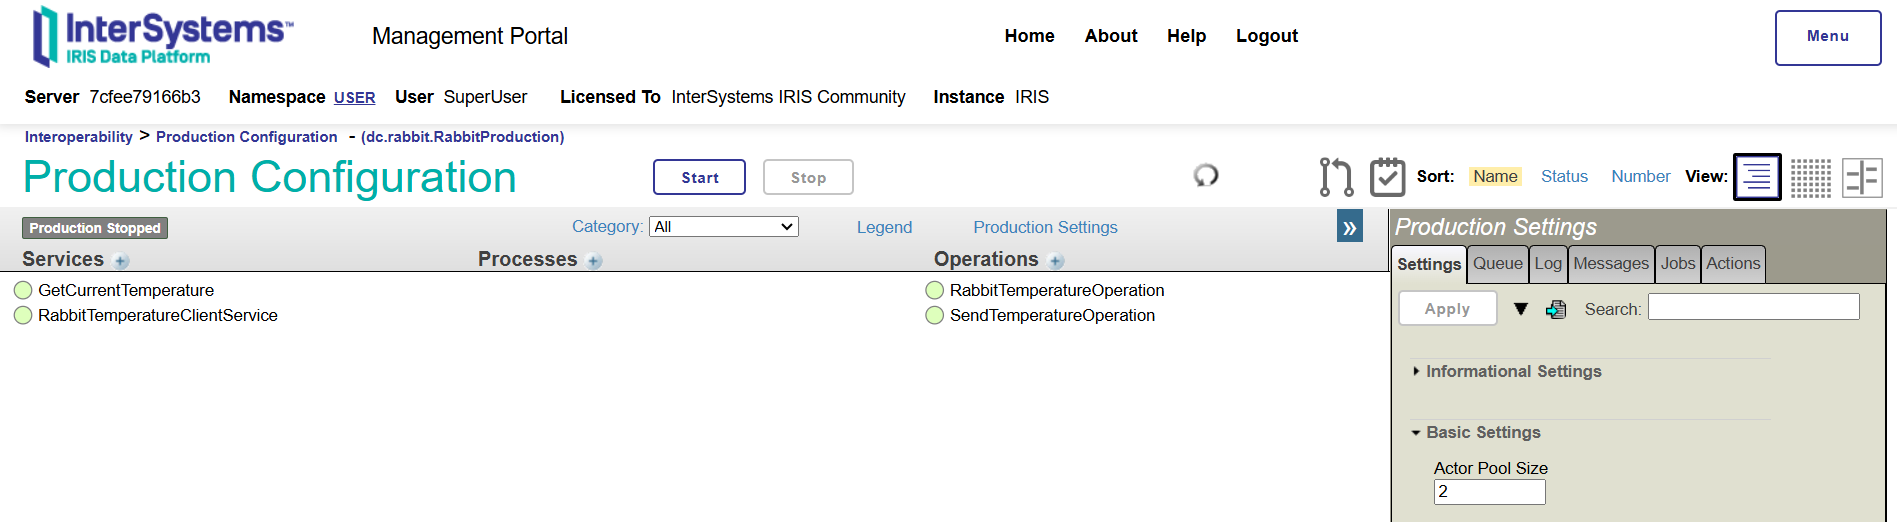 InterSystems™
IRIS Data Platform
Management Portal
Home About Help Logout
Menu
Server 7cfee79166b3 Namespace USER User SuperUser Licensed To InterSystems IRIS Community Instance IRIS
Interoperability > Production Configuration - (dc.rabbit.RabbitProduction)
Production Configuration
Start Stop
Sort: Name Status Number View:
Production Stopped
Category: All Legend Production Settings »
Services Processes Operations
GetCurrentTemperature
RabbitTemperatureClientService
RabbitTemperatureOperation
SendTemperatureOperation
Production Settings
Settings Queue Log Messages Jobs Actions
Apply Search:
Informational Settings
Basic Settings
Actor Pool Size
2